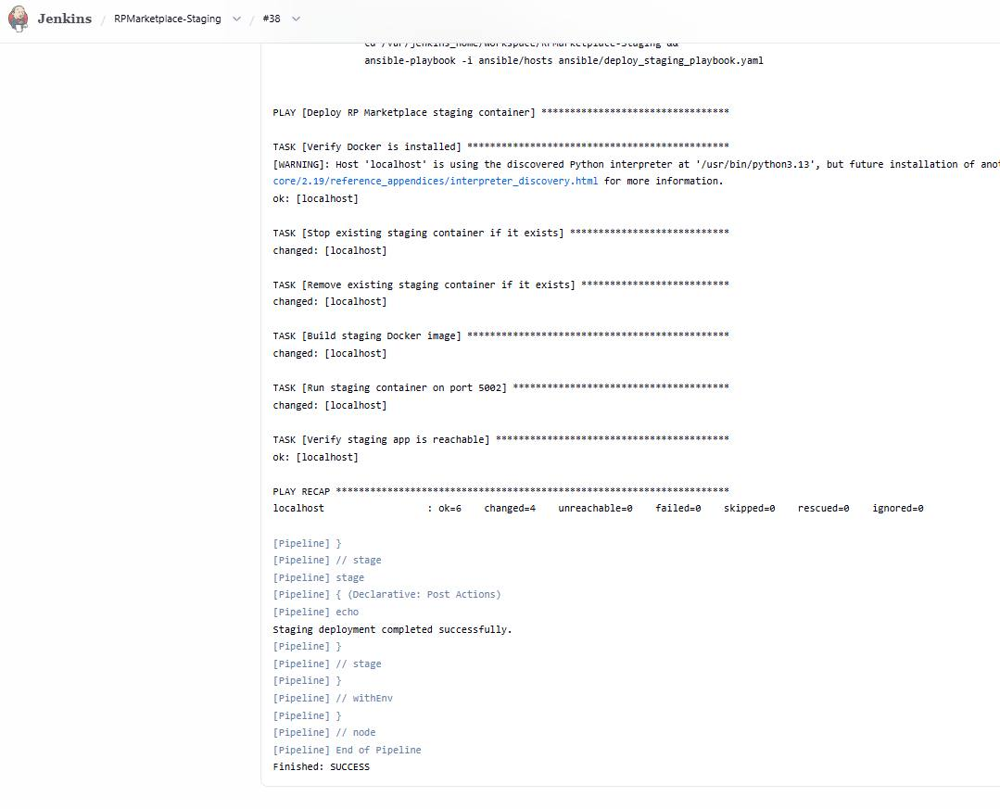 Jenkins / RPMarketplace-Staging / #38
cd /var/jenkins_home/workspace/RPMarketplace-Staging &&
ansible-playbook -i ansible/hosts ansible/deploy_staging_playbook.yaml
PLAY [Deploy RP Marketplace staging container] *********************************
TASK [Verify Docker is installed] **********************************************
[WARNING]: Host 'localhost' is using the discovered Python interpreter at '/usr/bin/python3.13', but future installation of
core/2.19/reference_appendices/interpreter_discovery.html for more information.
ok: [localhost]
TASK [Stop existing staging container if it exists] ****************************
changed: [localhost]
TASK [Remove existing staging container if it exists] **************************
changed: [localhost]
TASK [Build staging Docker image] **********************************************
changed: [localhost]
TASK [Run staging container on port 5002] **************************************
changed: [localhost]
TASK [Verify staging app is reachable] *****************************************
ok: [localhost]
PLAY RECAP *********************************************************************
localhost : ok=6 changed=4 unreachable=0 failed=0 skipped=0 rescued=0 ignored=0
[Pipeline] }
[Pipeline] // stage
[Pipeline] stage
[Pipeline] { (Declarative: Post Actions)
[Pipeline] echo
Staging deployment completed successfully.
[Pipeline] }
[Pipeline] // stage
[Pipeline] }
[Pipeline] // withEnv
[Pipeline] }
[Pipeline] // node
[Pipeline] End of Pipeline
Finished: SUCCESS